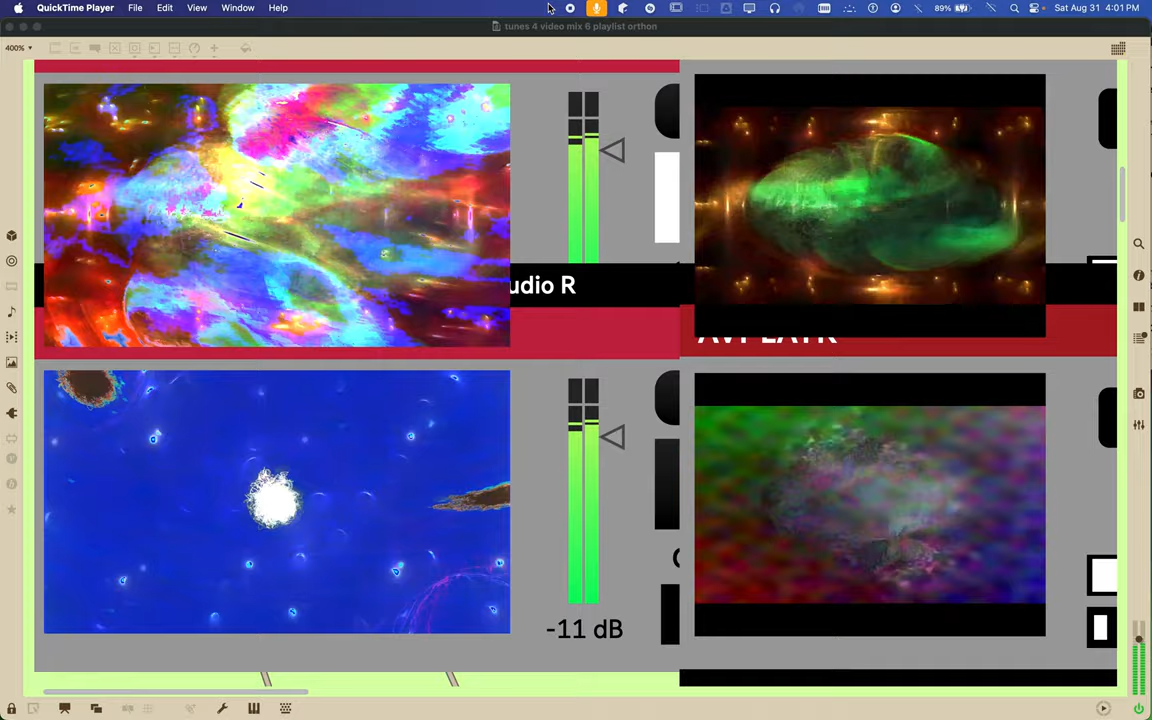 QuickTime Player File Edit View Window Help
89% Sat Aug 31 4:01 PM
tunes 4 video mix 6 playlist orthon
400%
udio R
-11 dB